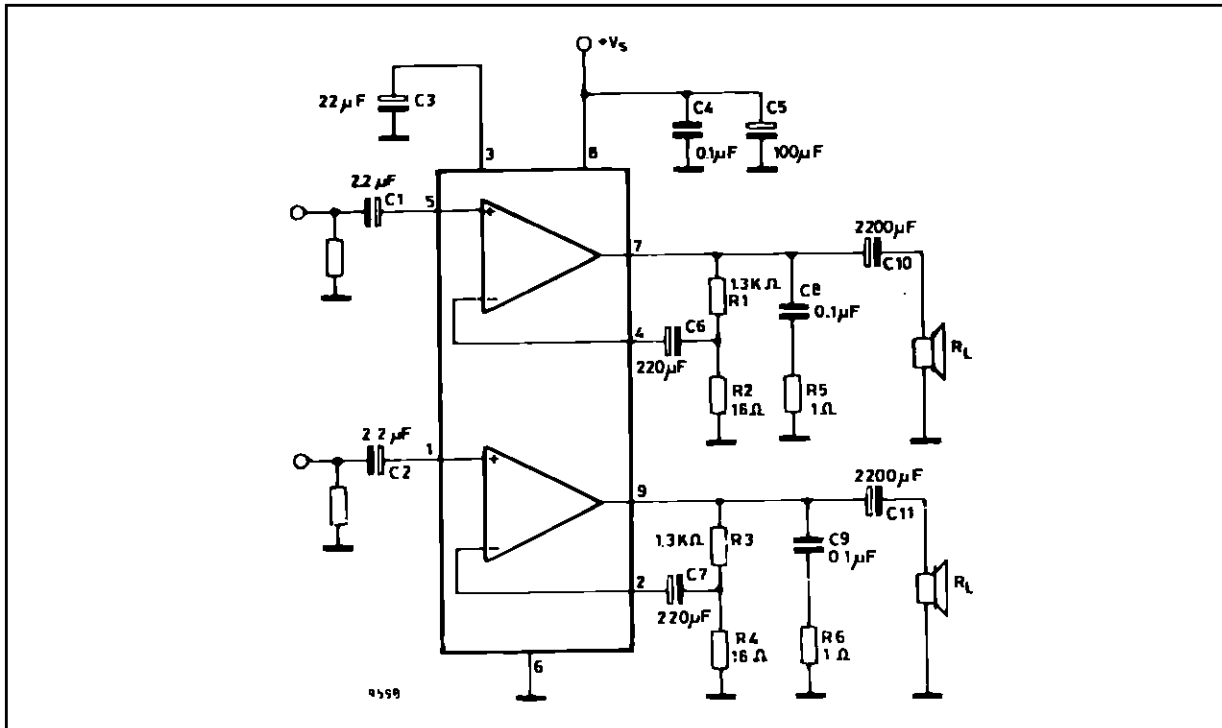 +Vs
22µF
C3
C4
0.1µF
C5
100µF
3
8
2.2µF
C1
5
+
−
7
2200µF
C10
1.3KΩ
R1
C8
0.1µF
4
C6
220µF
R2
16Ω
R5
1Ω
RL
2.2µF
C2
1
+
−
9
2200µF
C11
1.3KΩ
R3
C9
0.1µF
2
C7
220µF
R4
16Ω
R6
1Ω
RL
6